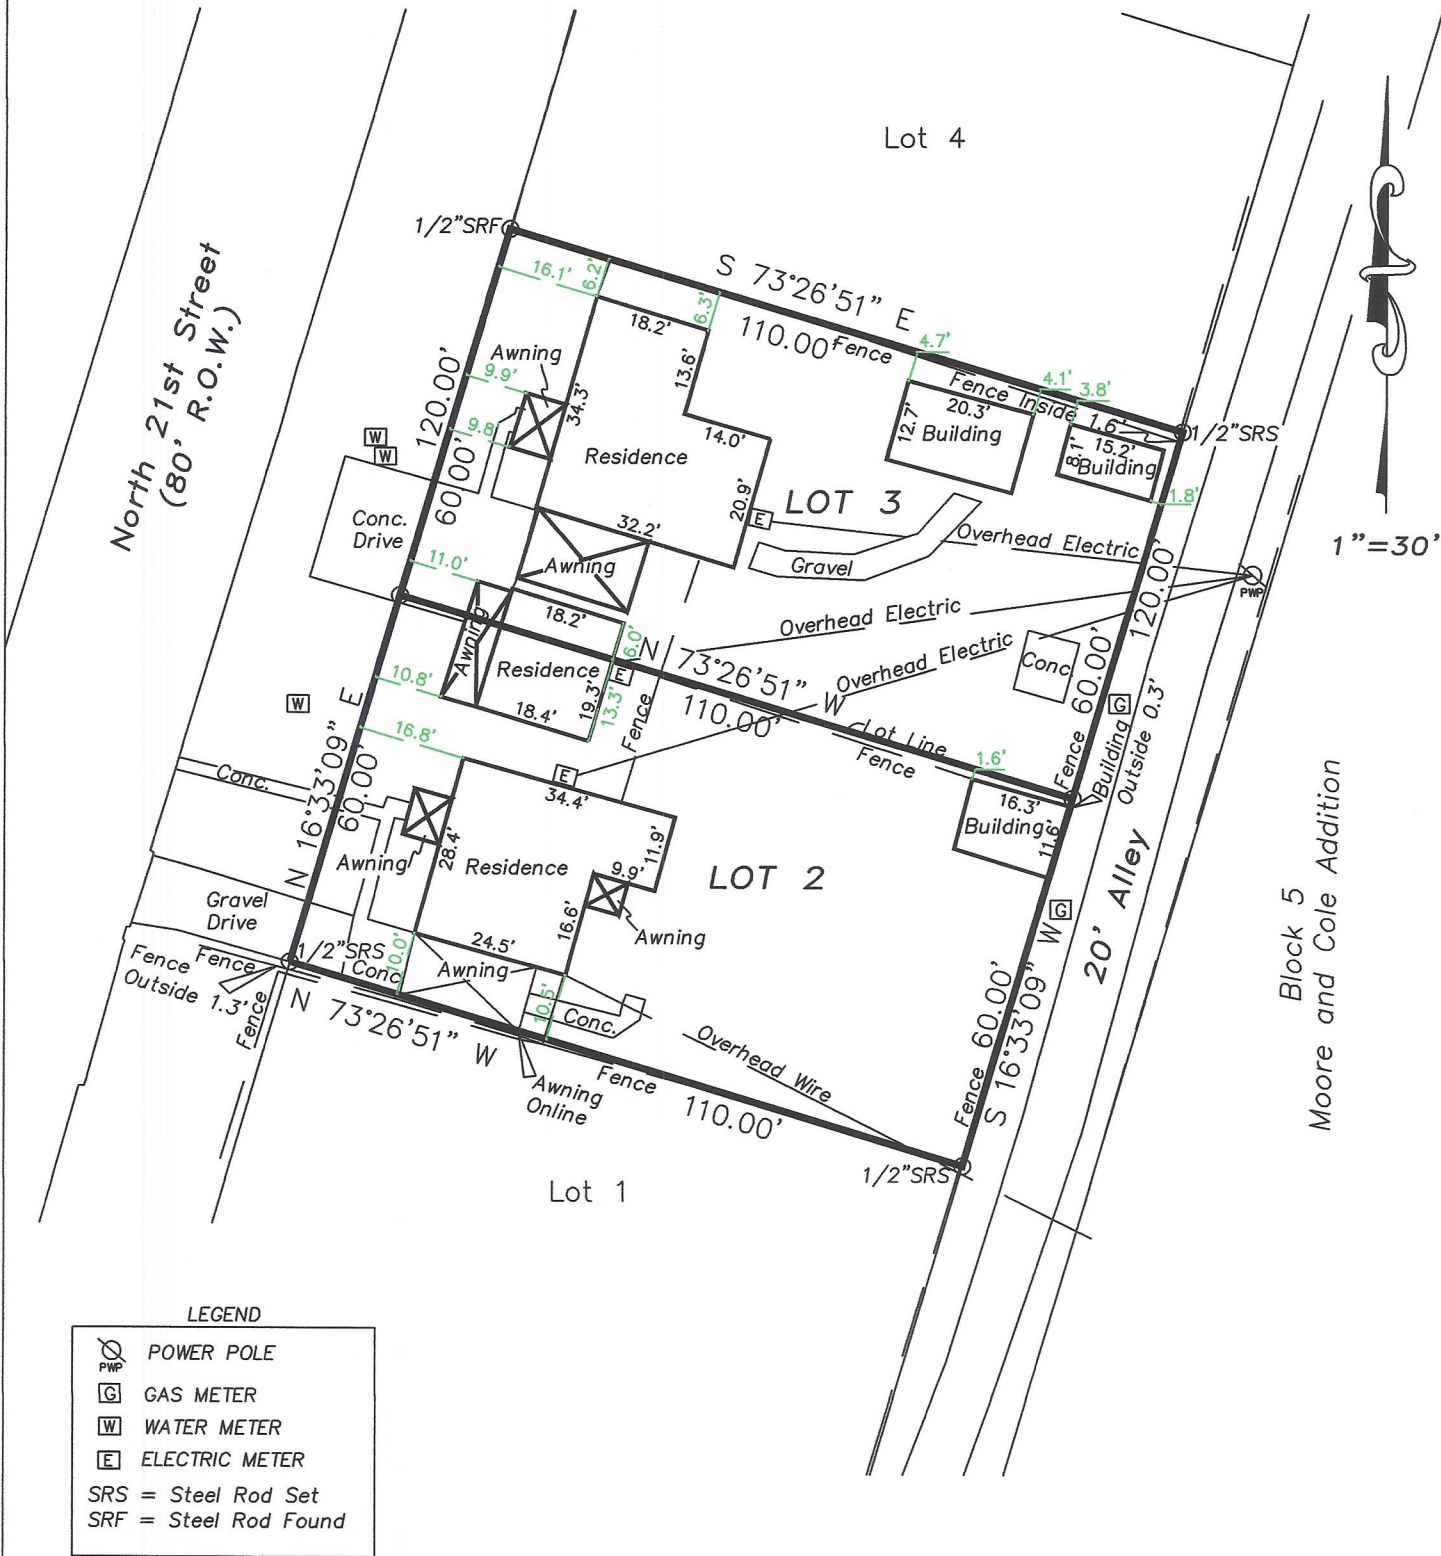 Lot 4
1/2"SRF
North 21st Street
(80' R.O.W.)
16.1'
6.2'
6.3'
S 73°26'51" E
110.00'
Fence
18.2'
13.6'
4.7'
4.1'
3.8'
Fence Inside 1.6'
1/2"SRS
Awning
9.9'
9.8'
34.3'
120.00'
60.00'
Residence
14.0'
20.9'
12.7'
20.3'
Building
8.1'
15.2'
Building
1.8'
W
W
Conc.
Drive
LOT 3
E
32.2'
Awning
Gravel
Overhead Electric
1"=30'
PWP
11.0'
Awning
18.2'
6.0'
Residence
E
Overhead Electric
Overhead Electric
Conc.
120.00'
60.00'
N 73°26'51" W
110.00'
10.8'
18.4'
19.3'
13.3'
Fence
Lot Line
Fence
G
Fence
Building
Outside 0.3'
W
16.8'
N 16°33'09" E
60.00'
E
34.4'
1.6'
16.3'
Building
11.6'
Conc.
Awning
28.4'
Residence
11.9'
9.9'
16.6'
Awning
LOT 2
G
20' Alley
Block 5
Moore and Cole Addition
Gravel
Drive
Fence
Fence
Outside 1.3'
1/2"SRS
Conc.
10.0'
24.5'
Awning
10.5'
Conc.
Fence
N 73°26'51" W
110.00'
Awning
Online
Fence
Overhead Wire
Fence 60.00'
S 16°33'09" W
1/2"SRS
Lot 1
LEGEND
PWP POWER POLE
G GAS METER
W WATER METER
E ELECTRIC METER
SRS = Steel Rod Set
SRF = Steel Rod Found